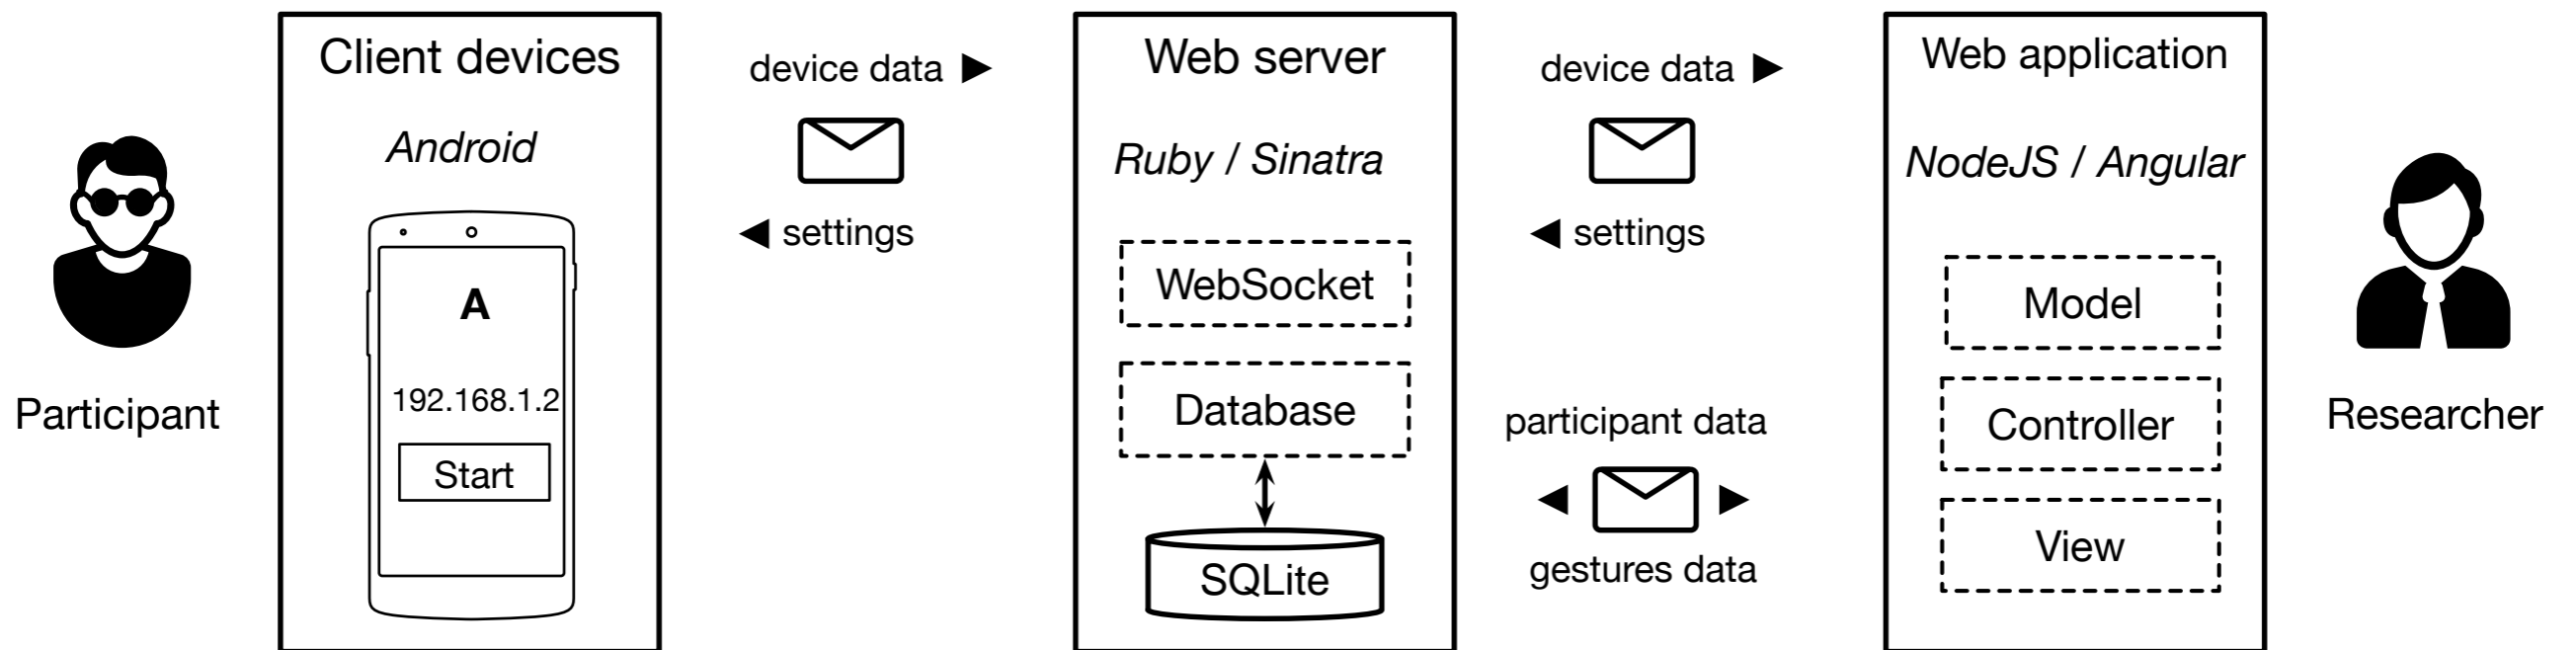 Participant
Client devices
Android
A
192.168.1.2
Start
device data ►
◄ settings
Web server
Ruby / Sinatra
WebSocket
Database
SQLite
device data ►
◄ settings
participant data
◄ ►
gestures data
Web application
NodeJS / Angular
Model
Controller
View
Researcher